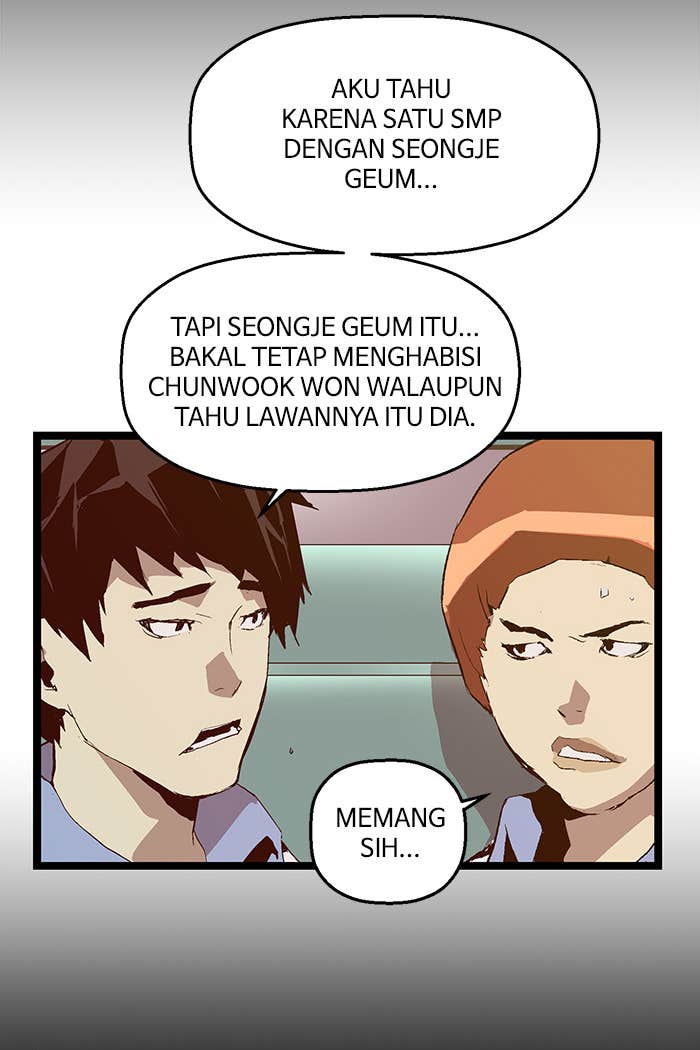 AKU TAHU
KARENA SATU SMP
DENGAN SEONGJE
GEUM...
TAPI SEONGJE GEUM ITU...
BAKAL TETAP MENGHABISI
CHUNWOOK WON WALAUPUN
TAHU LAWANNYA ITU DIA.
MEMANG
SIH...